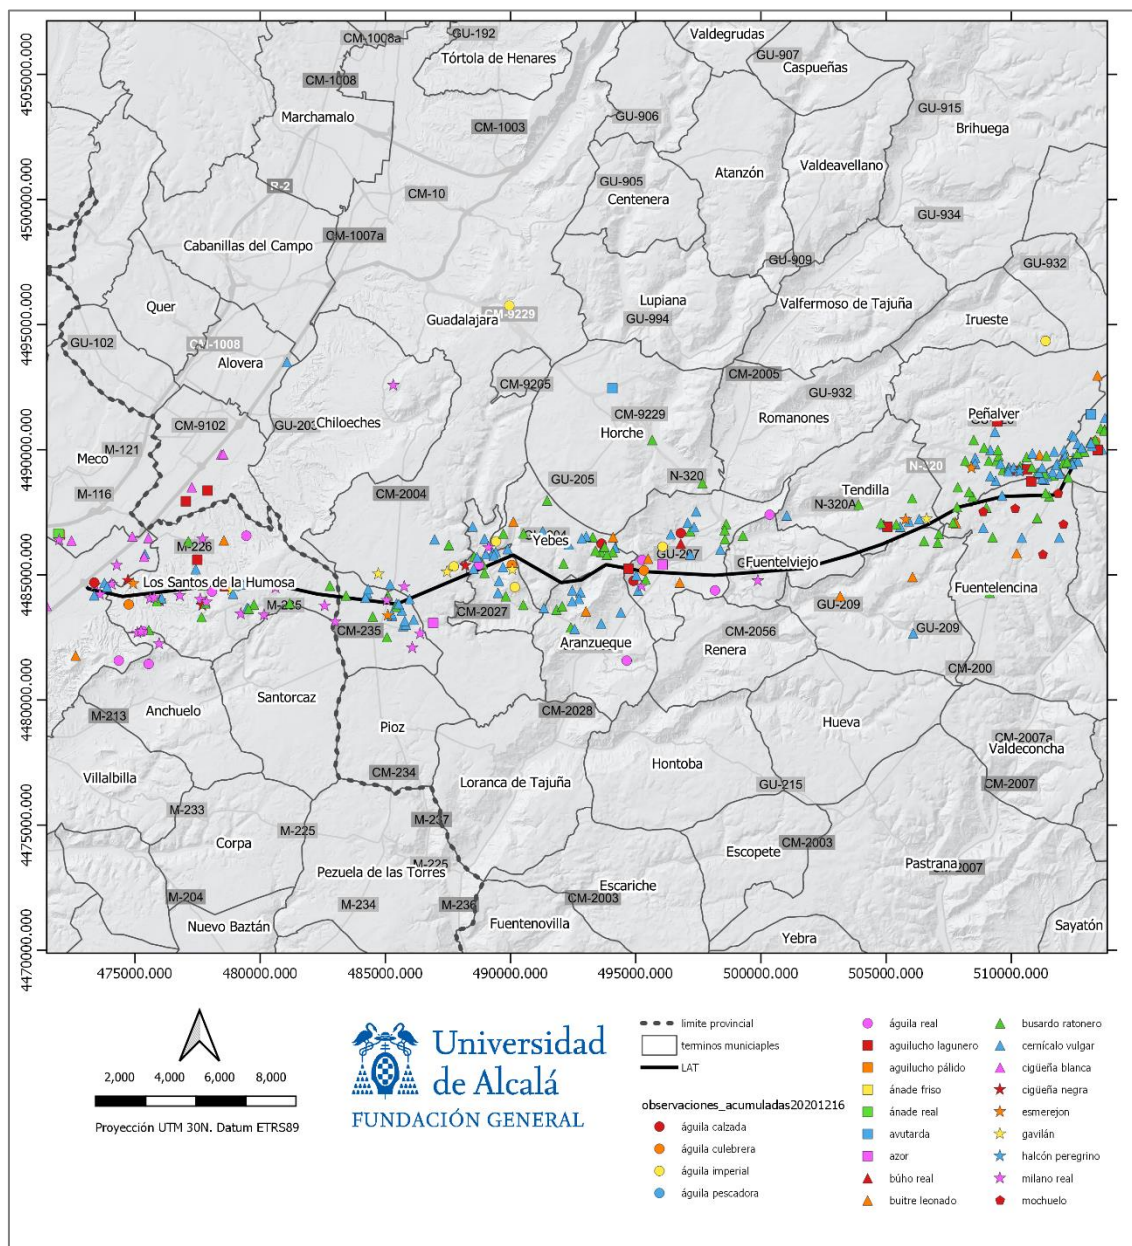 CM-1008a
GU-192
Valdegrudas
GU-907
Tórtola de Henares
Caspueñas
CM-1008
4505000.000
Marchamalo
GU-906
GU-915
CM-1003
Brihuega
Atanzón
Valdeavellano
R-2
GU-905
CM-10
Centenera
4500000.000
GU-934
CM-1007a
Cabanillas del Campo
GU-909
GU-932
Quer
Lupiana
Valfermoso de Tajuña
CM-9229
Guadalajara
GU-994
Irueste
4495000.000
GU-102
CM-1008
Alovera
CM-2005
CM-9205
GU-932
CM-9102
GU-203
Chiloeches
CM-9229
Romanones
Peñalver
Horche
4490000.000
M-121
Meco
N-320
GU-205
N-320
Tendilla
M-116
CM-2004
N-320A
M-226
Yebes
GU-207
Fuentelviejo
Los Santos de la Humosa
4485000.000
Fuentelencina
M-235
CM-2027
GU-209
CM-235
CM-2056
GU-209
Aranzueque
Renera
CM-200
Santorcaz
4480000.000
M-213
Anchuelo
CM-2028
Pioz
Hueva
CM-2007a
Valdeconcha
Villalbilla
CM-234
Loranca de Tajuña
Hontoba
GU-215
CM-2007
M-233
M-237
4475000.000
M-225
Corpa
CM-2003
Escopete
M-225
Pastrana
CM-2007
Pezuela de las Torres
Escariche
M-204
M-234
M-236
CM-2003
Nuevo Baztán
Fuentenovilla
Yebra
Sayatón
4470000.000
475000.000 480000.000 485000.000 490000.000 495000.000 500000.000 505000.000 510000.000
2,000 4,000 6,000 8,000
Proyección UTM 30N. Datum ETRS89
Universidad
de Alcalá
FUNDACIÓN GENERAL
limite provincial
terminos municiaples
LAT
observaciones_acumuladas20201216
águila calzada
águila culebrera
águila imperial
águila pescadora
águila real
aguilucho lagunero
aguilucho pálido
ánade friso
ánade real
avutarda
azor
búho real
buitre leonado
busardo ratonero
cernícalo vulgar
cigüeña blanca
cigüeña negra
esmerejon
gavilán
halcón peregrino
milano real
mochuelo